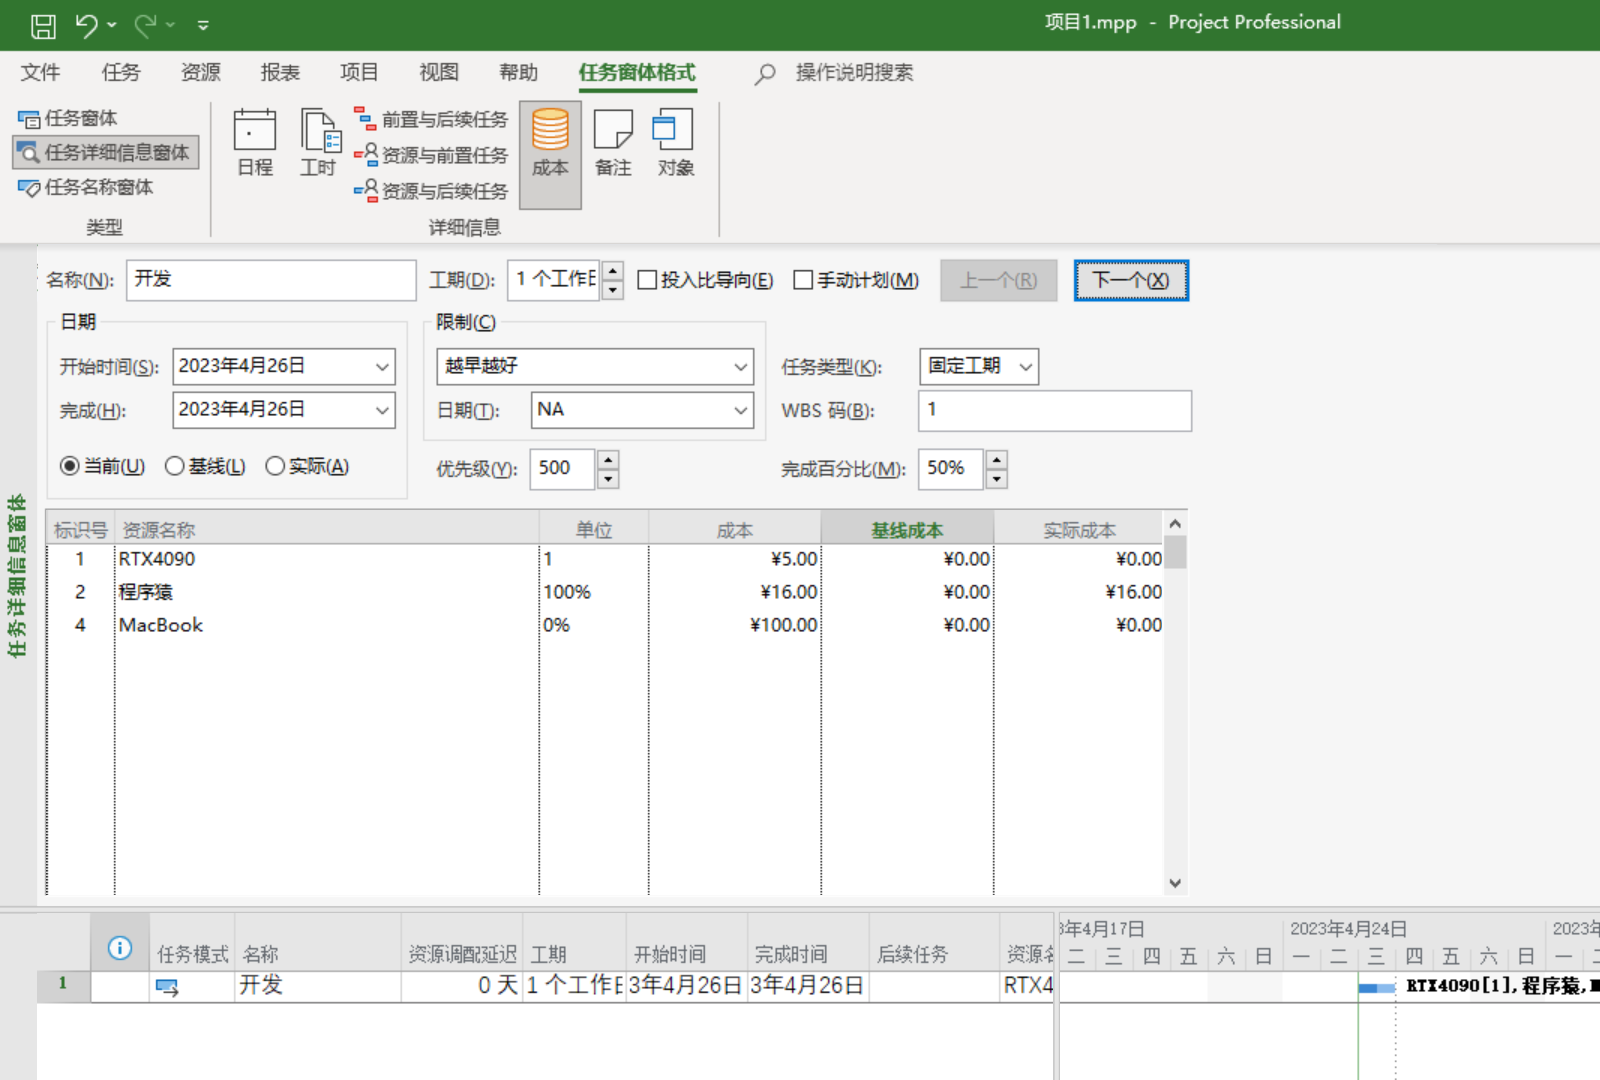 项目1.mpp - Project Professional
文件 任务 资源 报表 项目 视图 帮助 任务窗体格式 操作说明搜索
任务窗体
任务详细信息窗体
任务名称窗体
类型
日程
工时
前置与后续任务
资源与前置任务
资源与后续任务
成本
备注
对象
详细信息
任务详细信息窗体
名称(N): 开发 工期(D): 1 个工作日 投入比导向(E) 手动计划(M) 上一个(R) 下一个(X)
日期
开始时间(S): 2023年4月26日
完成(H): 2023年4月26日
当前(U) 基线(L) 实际(A)
限制(C)
越早越好
日期(T): NA
优先级(Y): 500
任务类型(K): 固定工期
WBS 码(B): 1
完成百分比(M): 50%
标识号 资源名称 单位 成本 基线成本 实际成本
1 RTX4090 1 ¥5.00 ¥0.00 ¥0.00
2 程序猿 100% ¥16.00 ¥0.00 ¥16.00
4 MacBook 0% ¥100.00 ¥0.00 ¥0.00
任务模式 名称 资源调配延迟 工期 开始时间 完成时间 后续任务 资源名
1 开发 0 天 1 个工作日 3年4月26日 3年4月26日 RTX4
年4月17日 2023年4月24日 2023年
二 三 四 五 六 日 一 二 三 四 五 六 日 一
RTX4090[1],程序猿,